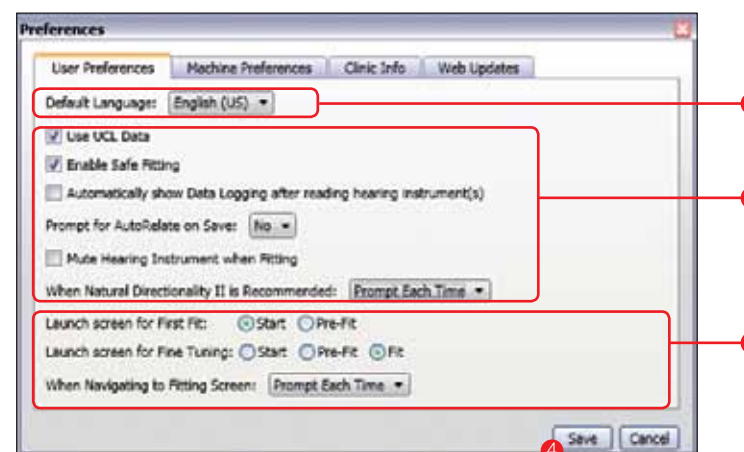 Preferences
User Preferences Machine Preferences Clinic Info Web Updates
Default Language: English (US)
Use UCL Data
Enable Safe Fitting
Automatically show Data Logging after reading hearing instrument(s)
Prompt for AutoRelate on Save: No
Mute Hearing Instrument when Fitting
When Natural Directionality II is Recommended: Prompt Each Time
Launch screen for First Fit: Start Pre-Fit
Launch screen for Fine Tuning: Start Pre-Fit Fit
When Navigating to Fitting Screen: Prompt Each Time
4 Save Cancel